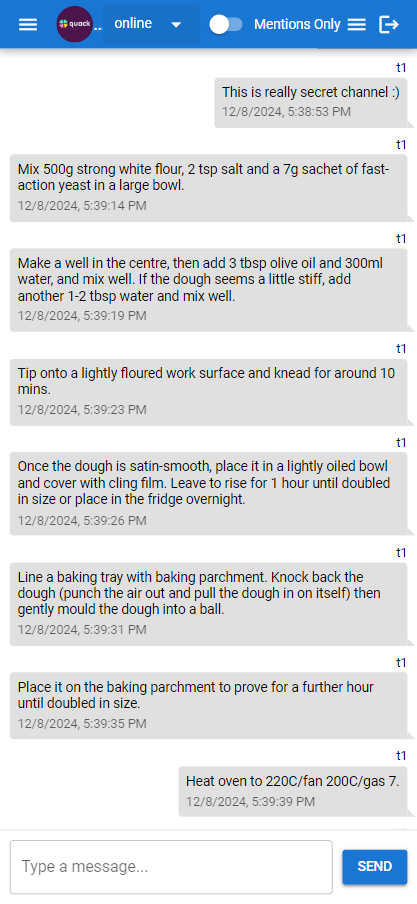 quack
...
online
Mentions Only
t1
This is really secret channel :)
12/8/2024, 5:38:53 PM
t1
Mix 500g strong white flour, 2 tsp salt and a 7g sachet of fast-
action yeast in a large bowl.
12/8/2024, 5:39:14 PM
t1
Make a well in the centre, then add 3 tbsp olive oil and 300ml
water, and mix well. If the dough seems a little stiff, add
another 1-2 tbsp water and mix well.
12/8/2024, 5:39:19 PM
t1
Tip onto a lightly floured work surface and knead for around 10
mins.
12/8/2024, 5:39:23 PM
t1
Once the dough is satin-smooth, place it in a lightly oiled bowl
and cover with cling film. Leave to rise for 1 hour until doubled
in size or place in the fridge overnight.
12/8/2024, 5:39:26 PM
t1
Line a baking tray with baking parchment. Knock back the
dough (punch the air out and pull the dough in on itself) then
gently mould the dough into a ball.
12/8/2024, 5:39:31 PM
t1
Place it on the baking parchment to prove for a further hour
until doubled in size.
12/8/2024, 5:39:35 PM
t1
Heat oven to 220C/fan 200C/gas 7.
12/8/2024, 5:39:39 PM
Type a message...
SEND